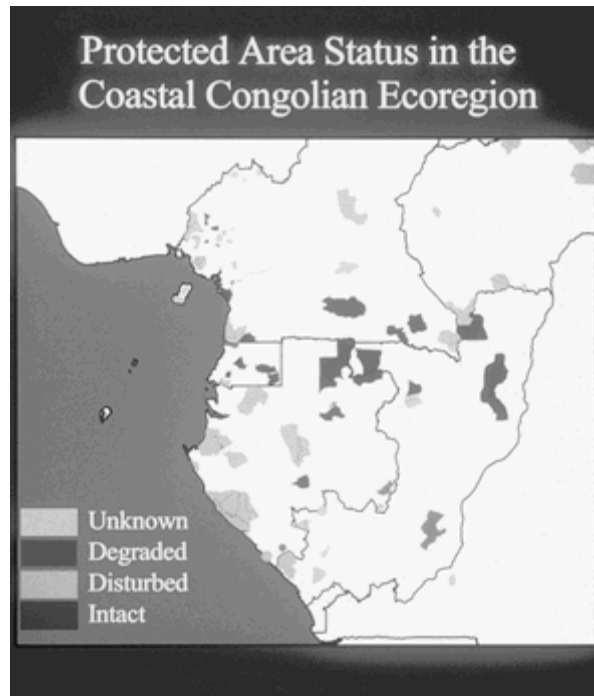 Protected Area Status in the
Coastal Congolian Ecoregion
Unknown
Degraded
Disturbed
Intact